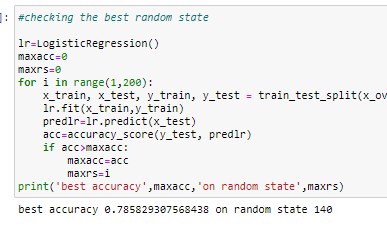 ]: #checking the best random state
lr=LogisticRegression()
maxacc=0
maxrs=0
for i in range(1,200):
x_train, x_test, y_train, y_test = train_test_split(x_ov
lr.fit(x_train,y_train)
predlr=lr.predict(x_test)
acc=accuracy_score(y_test, predlr)
if acc>maxacc:
maxacc=acc
maxrs=i
print('best accuracy',maxacc,'on random state',maxrs)
best accuracy 0.785829307568438 on random state 140